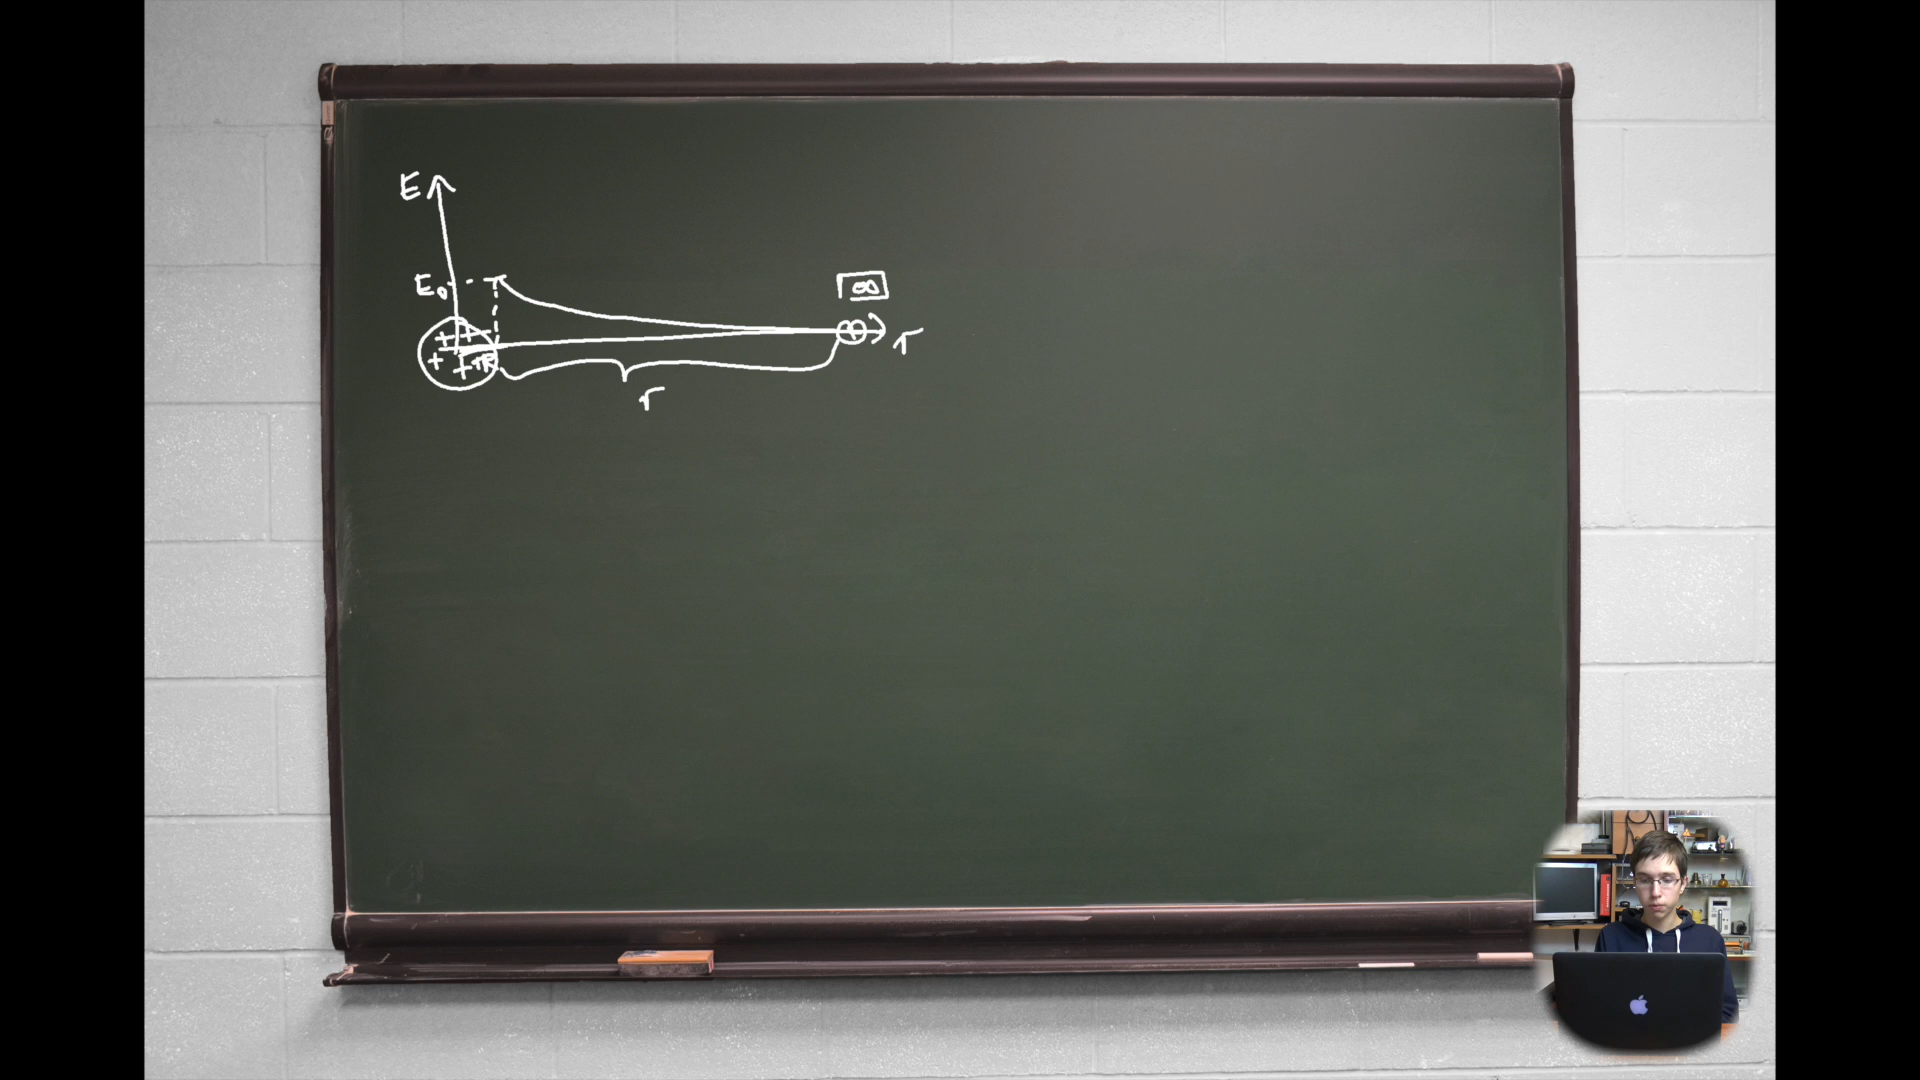 E
E₀
∞
r
+ + + + + R
+
r